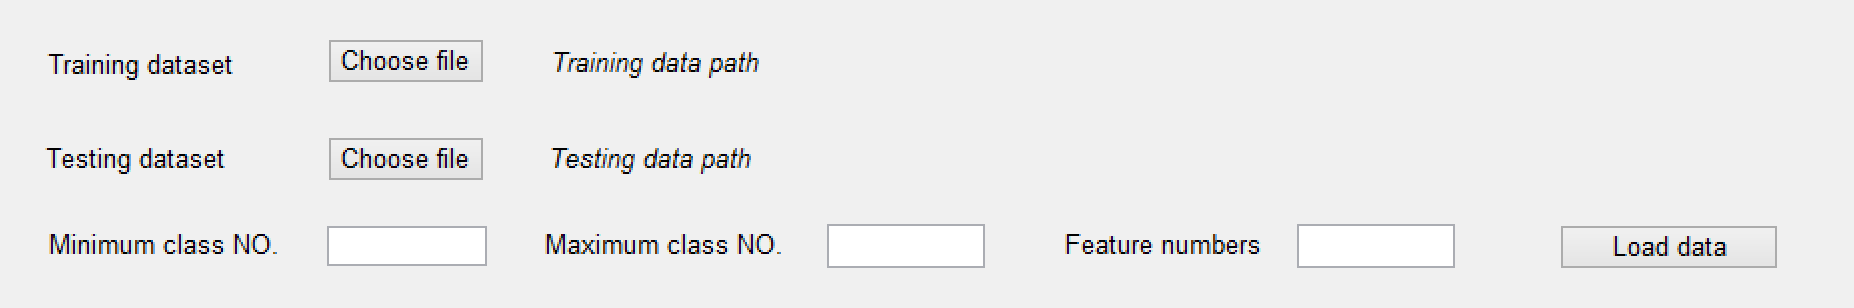 Training dataset Choose file Training data path
Testing dataset Choose file Testing data path
Minimum class NO. Maximum class NO. Feature numbers Load data